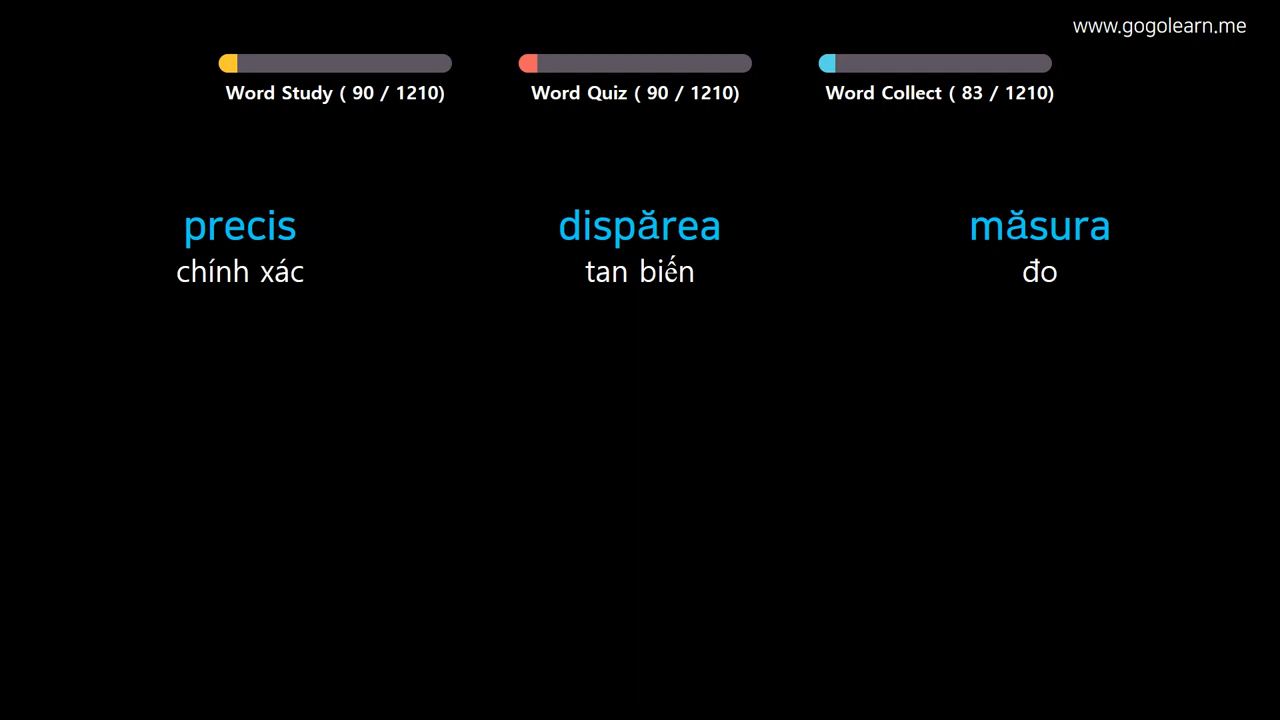 www.gogolearn.me
Word Study ( 90 / 1210)
Word Quiz ( 90 / 1210)
Word Collect ( 83 / 1210)
precis
chính xác
dispărea
tan biến
măsura
đo